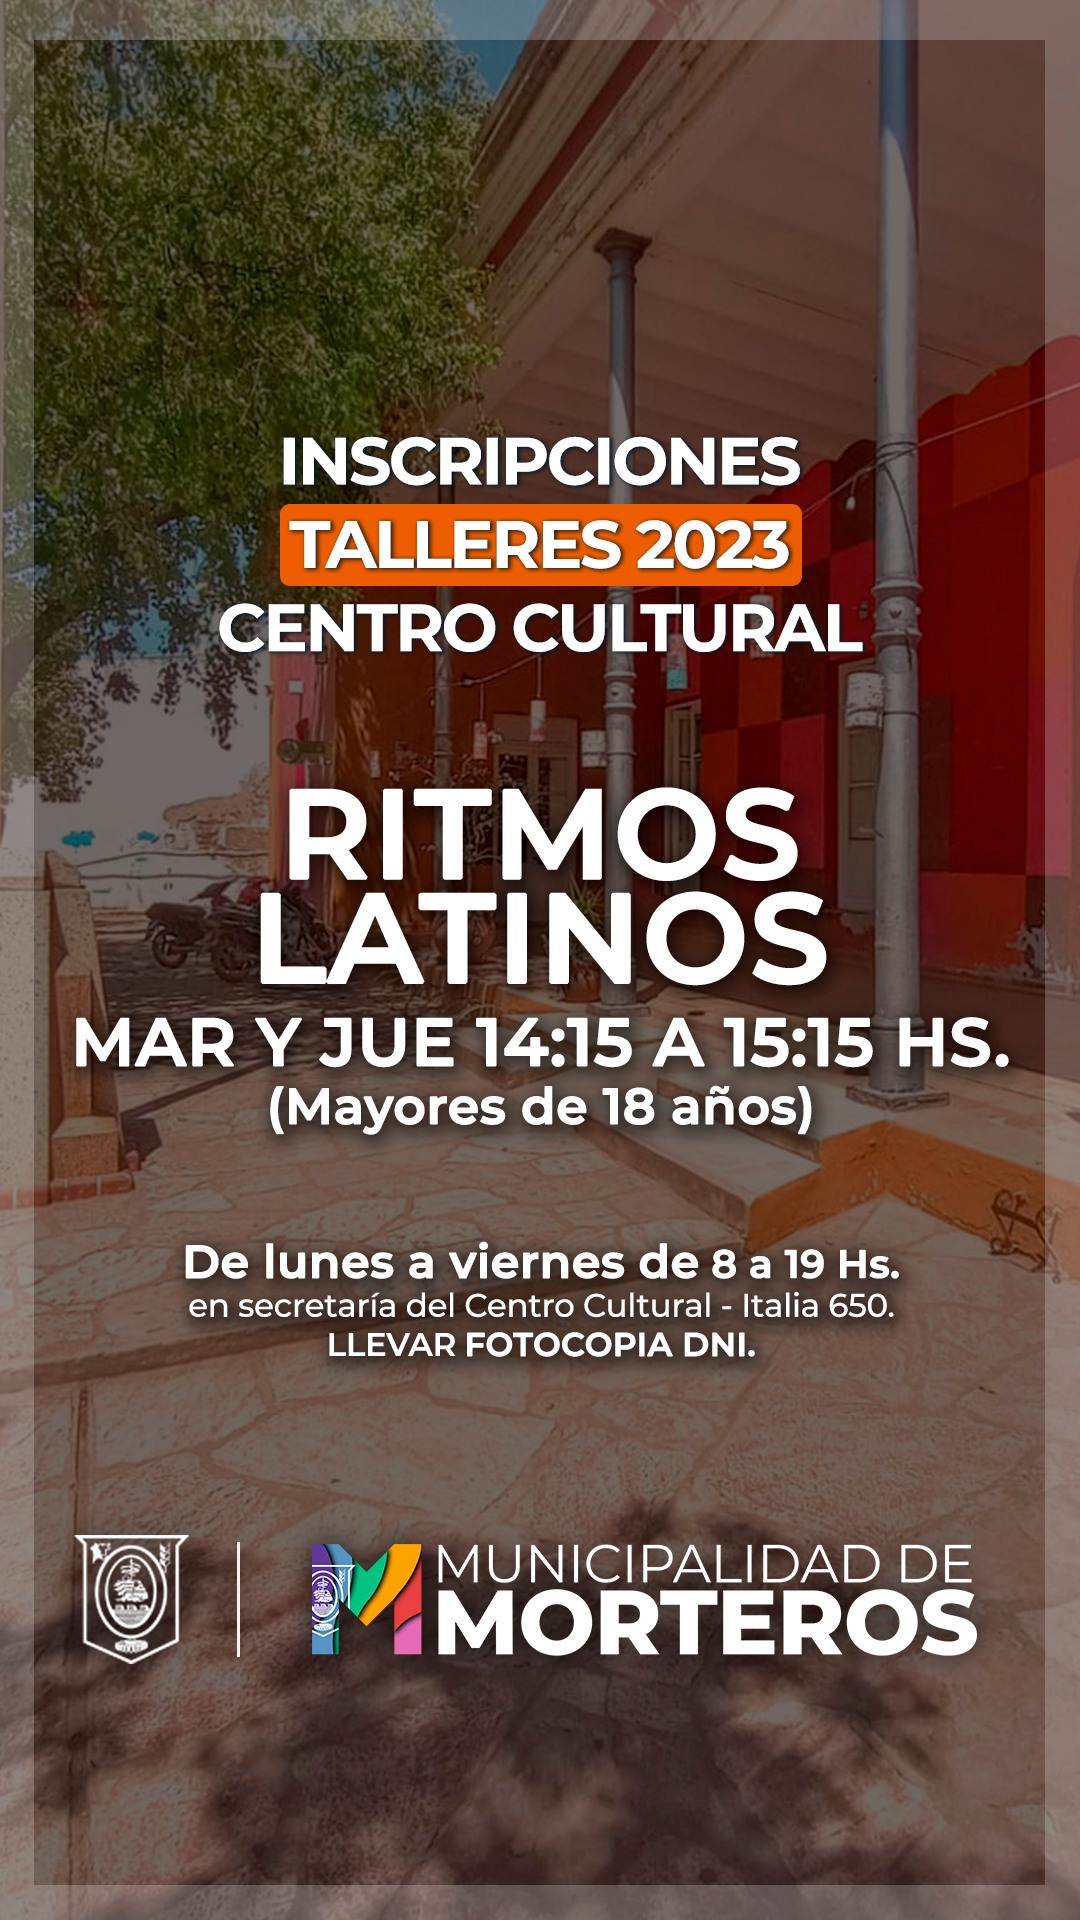 INSCRIPCIONES
TALLERES 2023
CENTRO CULTURAL
RITMOS
LATINOS
MAR Y JUE 14:15 A 15:15 HS.
(Mayores de 18 años)
De lunes a viernes de 8 a 19 Hs.
en secretaría del Centro Cultural - Italia 650.
LLEVAR FOTOCOPIA DNI.
MUNICIPALIDAD DE
MORTEROS